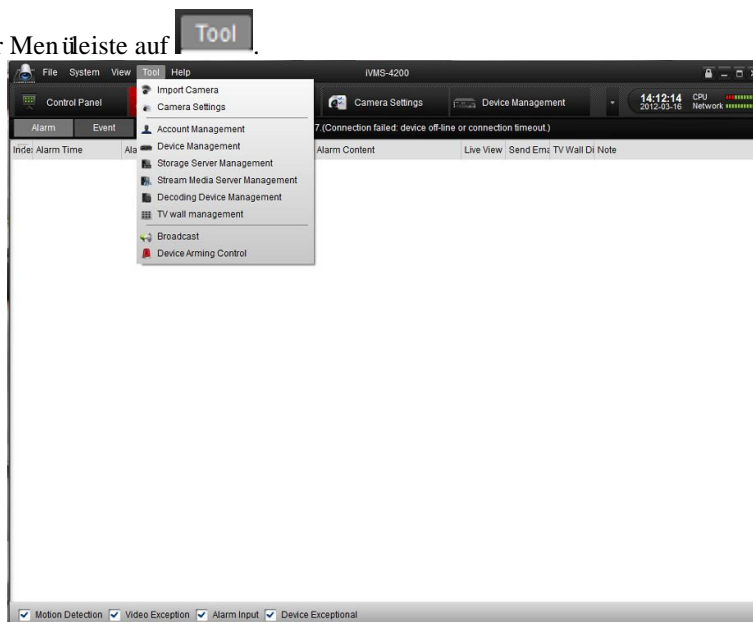 r Menüleiste auf Tool.
File System View Tool Help iVMS-4200
Control Panel Camera Settings Device Management 14:12:14 CPU
2012-03-16 Network
Import Camera
Camera Settings
Account Management
Device Management
Storage Server Management
Stream Media Server Management
Decoding Device Management
TV wall management
Broadcast
Device Arming Control
Alarm Event 7.(Connection failed: device off-line or connection timeout.)
Index Alarm Time Ala Alarm Content Live View Send Ema TV Wall Di Note
Motion Detection Video Exception Alarm Input Device Exceptional